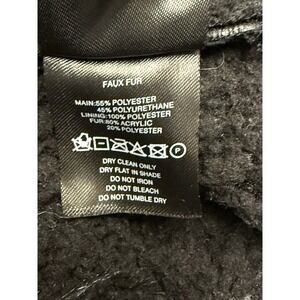 FAUX FUR
MAIN:55% POLYESTER
45% POLYURETHANE
LINING:100% POLYESTER
FUR:80% ACRYLIC
20% POLYESTER
P
DRY CLEAN ONLY
DRY FLAT IN SHADE
DO NOT IRON
DO NOT BLEACH
DO NOT TUMBLE DRY